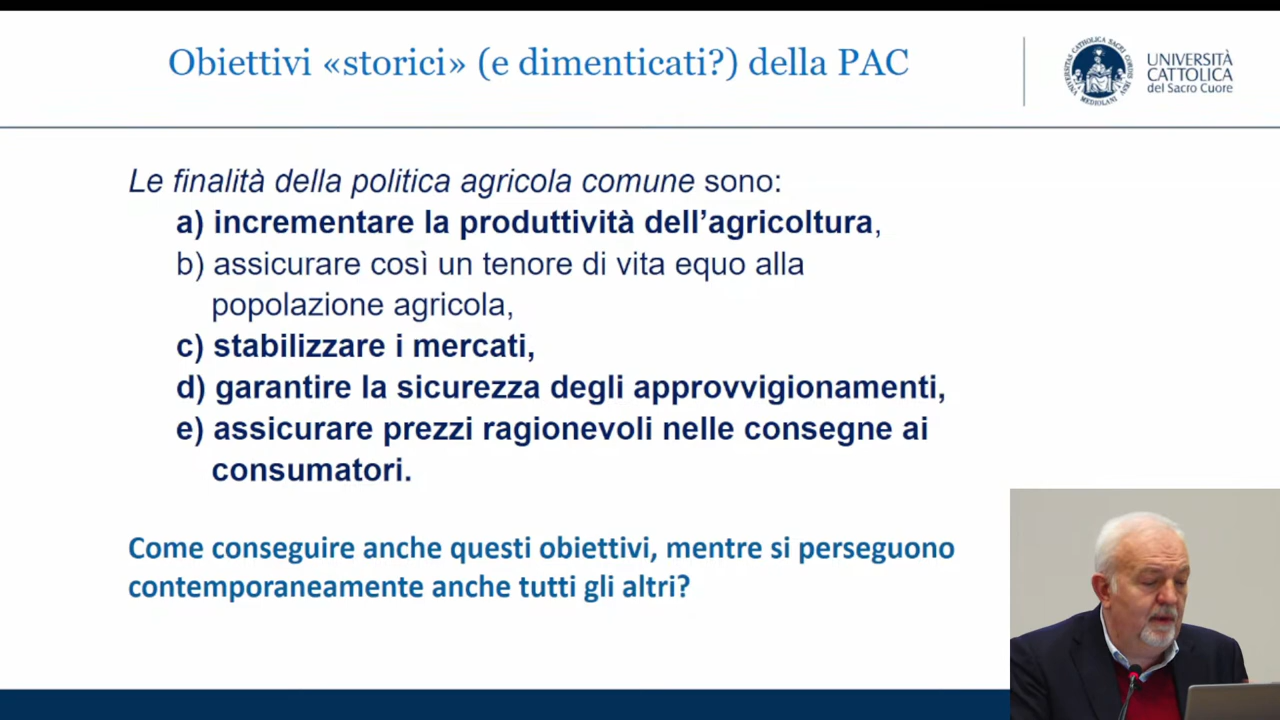 Obiettivi «storici» (e dimenticati?) della PAC
UNIVERSITÀ
CATTOLICA
del Sacro Cuore
Le finalità della politica agricola comune sono:
a) incrementare la produttività dell’agricoltura,
b) assicurare così un tenore di vita equo alla
popolazione agricola,
c) stabilizzare i mercati,
d) garantire la sicurezza degli approvvigionamenti,
e) assicurare prezzi ragionevoli nelle consegne ai
consumatori.
Come conseguire anche questi obiettivi, mentre si perseguono
contemporaneamente anche tutti gli altri?